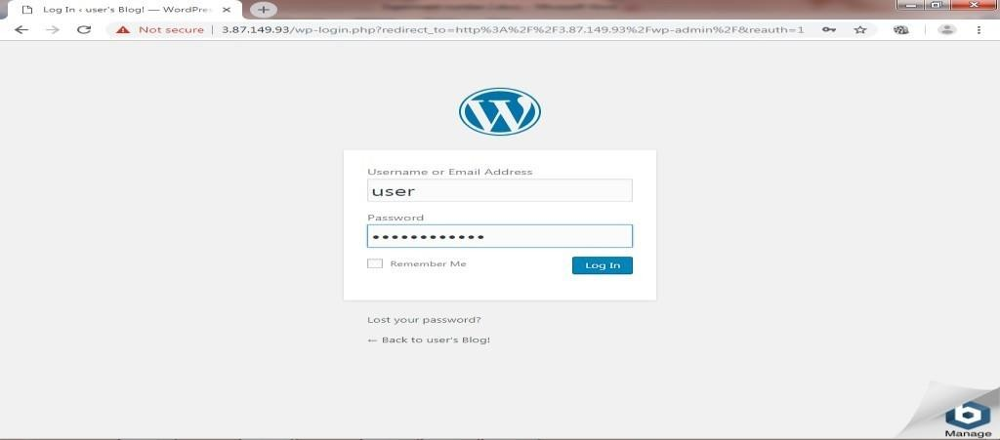 Log In ‹ user's Blog! — WordPres
Not secure | 3.87.149.93/wp-login.php?redirect_to=http%3A%2F%2F3.87.149.93%2Fwp-admin%2F&reauth=1
Username or Email Address
user
Password
••••••••••••
Remember Me
Log In
Lost your password?
← Back to user's Blog!
Manage